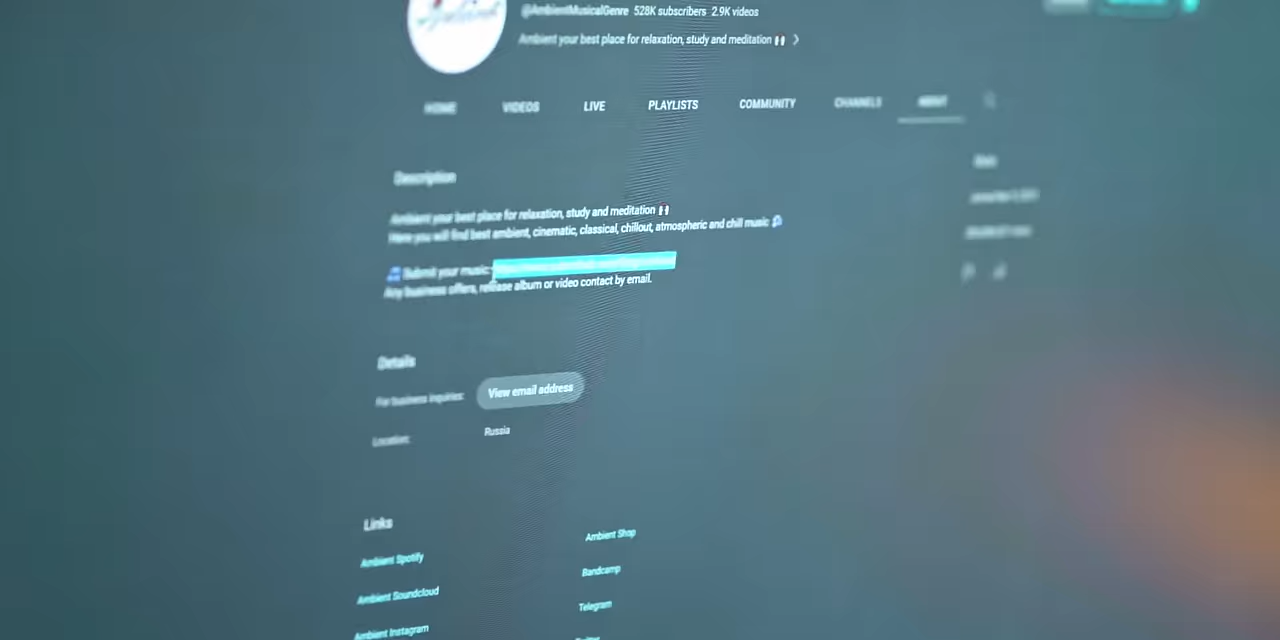 @AmbientMusicalGenre 528K subscribers 2.9K videos
Ambient your best place for relaxation, study and meditation
HOME VIDEOS LIVE PLAYLISTS COMMUNITY CHANNELS ABOUT
Description
Ambient your best place for relaxation, study and meditation
Here you will find best ambient, cinematic, classical, chillout, atmospheric and chill music
Submit your music:
Any business offers, release album or video contact by email.
Details
For business inquiries: View email address
Location: Russia
Links
Ambient Spotify
Ambient Shop
Ambient Soundcloud
Bandcamp
Ambient Instagram
Telegram